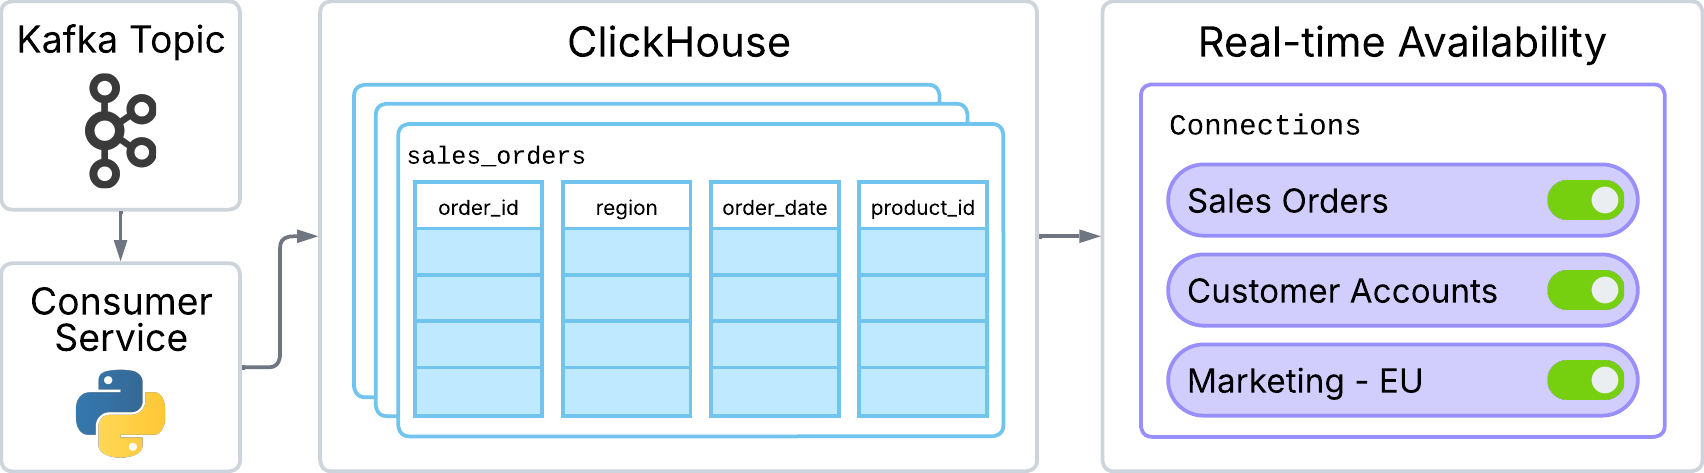 Kafka Topic
Consumer
Service
ClickHouse
sales_orders
order_id region order_date product_id
Real-time Availability
Connections
Sales Orders
Customer Accounts
Marketing - EU